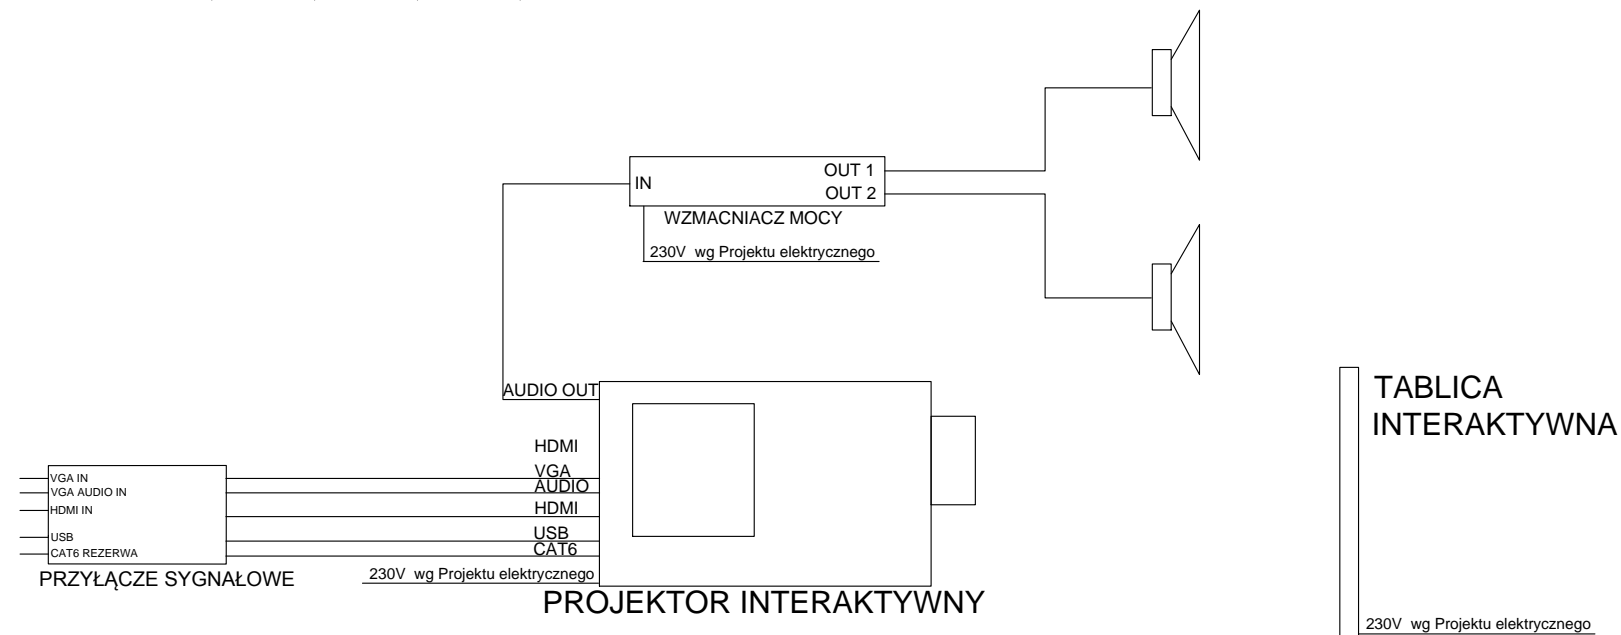 OUT 1
IN
OUT 2
WZMACNIACZ MOCY
230V wg Projektu elektrycznego
AUDIO OUT
TABLICA
INTERAKTYWNA
HDMI
VGA
AUDIO
HDMI
USB
CAT6
VGA IN
VGA AUDIO IN
HDMI IN
USB
CAT6 REZERWA
PRZYŁĄCZE SYGNAŁOWE
230V wg Projektu elektrycznego
PROJEKTOR INTERAKTYWNY
230V wg Projektu elektrycznego